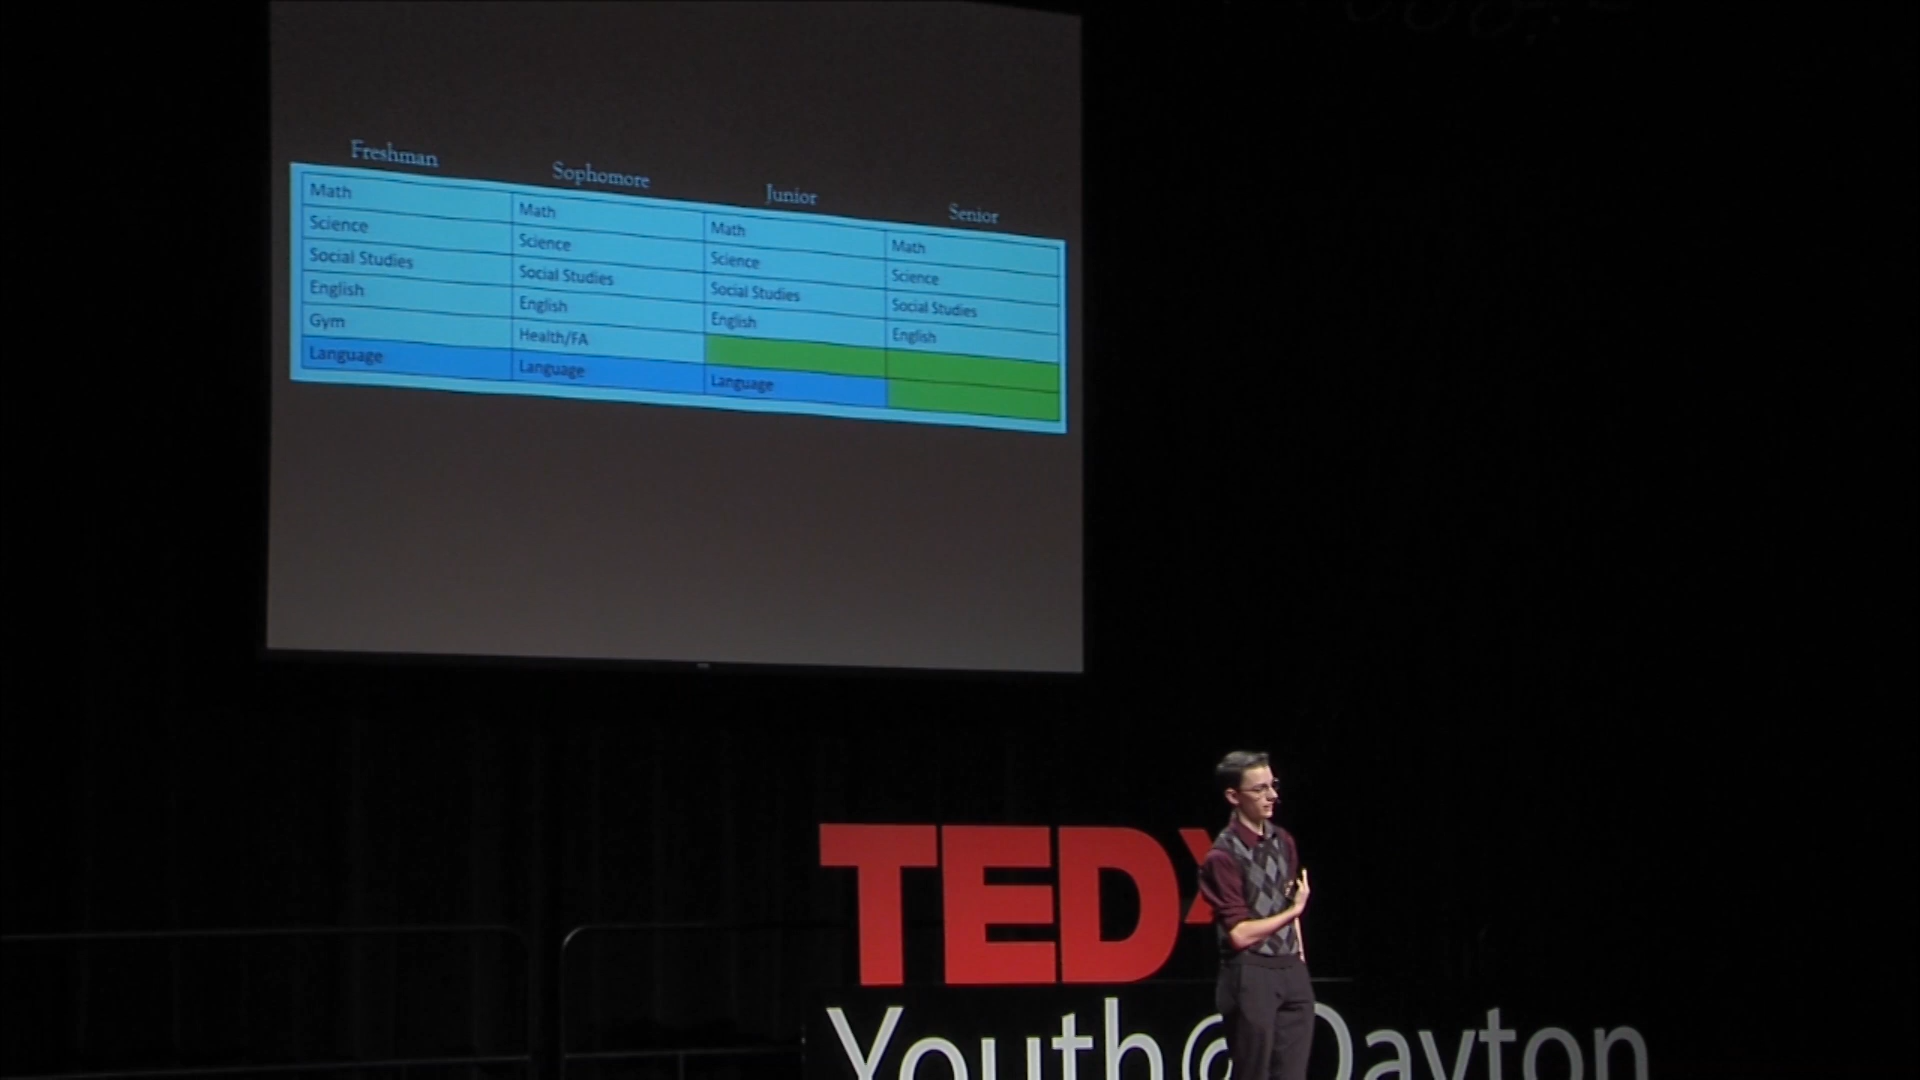 Freshman Sophomore Junior Senior
Math Math Math Math
Science Science Science Science
Social Studies Social Studies Social Studies Social Studies
English English English English
Gym Health/FA
Language Language Language
TEDx
Youth@Dayton